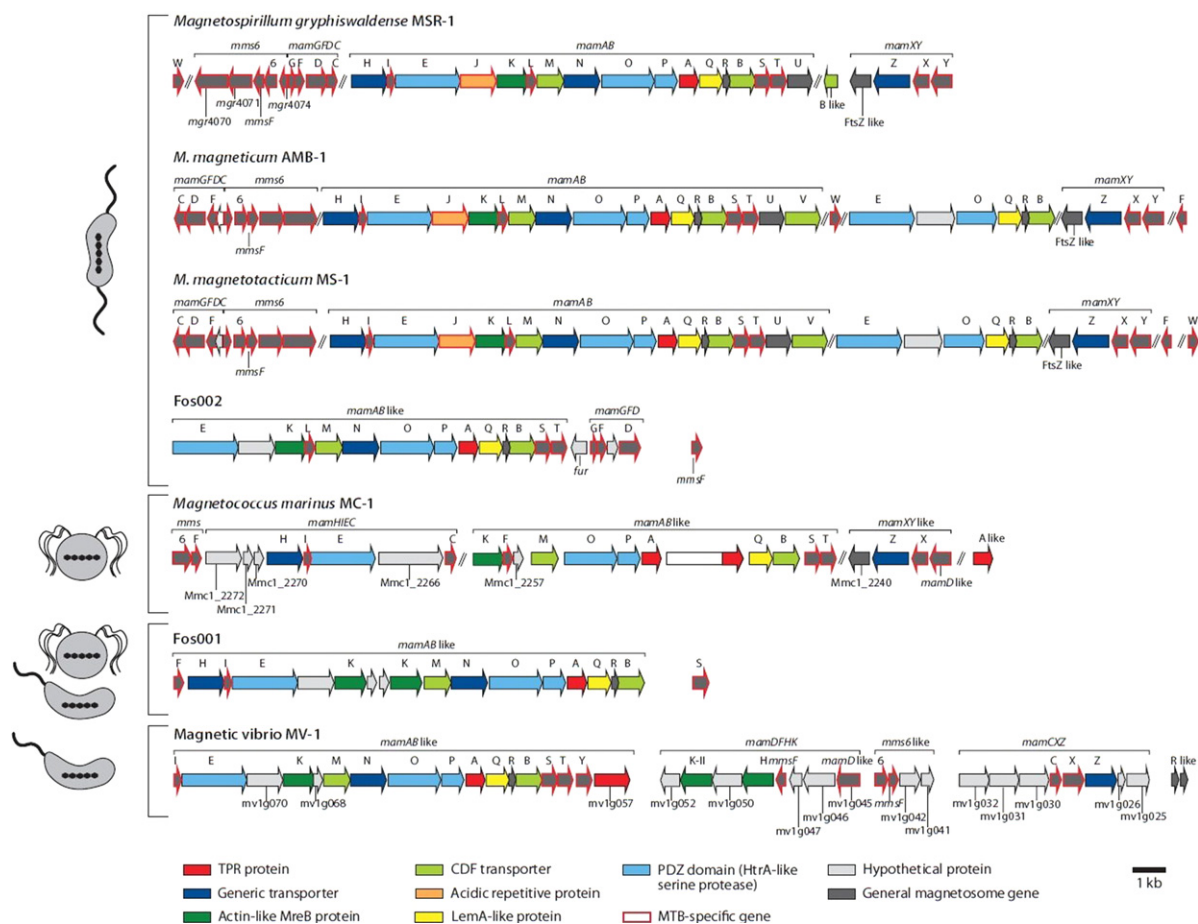 Magnetospirillum gryphiswaldense MSR-1
mms6 mamGFDC mamAB mamXY
W 6 G F D C H I E J K L M N O P A Q R B S T U Z X Y
mgr4070 mgr4071 mmsF mgr4074 B like FtsZ like
M. magneticum AMB-1
mamGFDC mms6 mamAB mamXY
C D F 6 H I E J K L M N O P A Q R B S T U V W E O Q R B Z X Y F
mmsF FtsZ like
M. magnetotacticum MS-1
mamGFDC mms6 mamAB mamXY
C D F 6 H I E J K L M N O P A Q R B S T U V E O Q R B Z X Y F W
mmsF FtsZ like
Fos002
mamAB like mamGFD
E K L M N O P A Q R B S T G F D
fur mmsF
Magnetococcus marinus MC-1
mms mamHIEC mamAB like mamXY like
6 F H I E C K F M O P A Q B S T Z X A like
Mmc1_2272 Mmc1_2271 Mmc1_2270 Mmc1_2266 Mmc1_2257 Mmc1_2240 mamD like
Fos001
mamAB like
F H I E K K M N O P A Q R B S
Magnetic vibrio MV-1
mamAB like mamDFHK mms6 like mamCXZ
I E K M N O P A Q R B S T Y K-II H mmsF mamD like 6 C X Z R like
mv1g070 mv1g068 mv1g057 mv1g052 mv1g050 mv1g047 mv1g046 mv1g045 mmsF mv1g042 mv1g041 mv1g032 mv1g031 mv1g030 mv1g026 mv1g025
TPR protein CDF transporter PDZ domain (HtrA-like Hypothetical protein
serine protease)
Generic transporter Acidic repetitive protein General magnetosome gene
Actin-like MreB protein LemA-like protein MTB-specific gene
1 kb